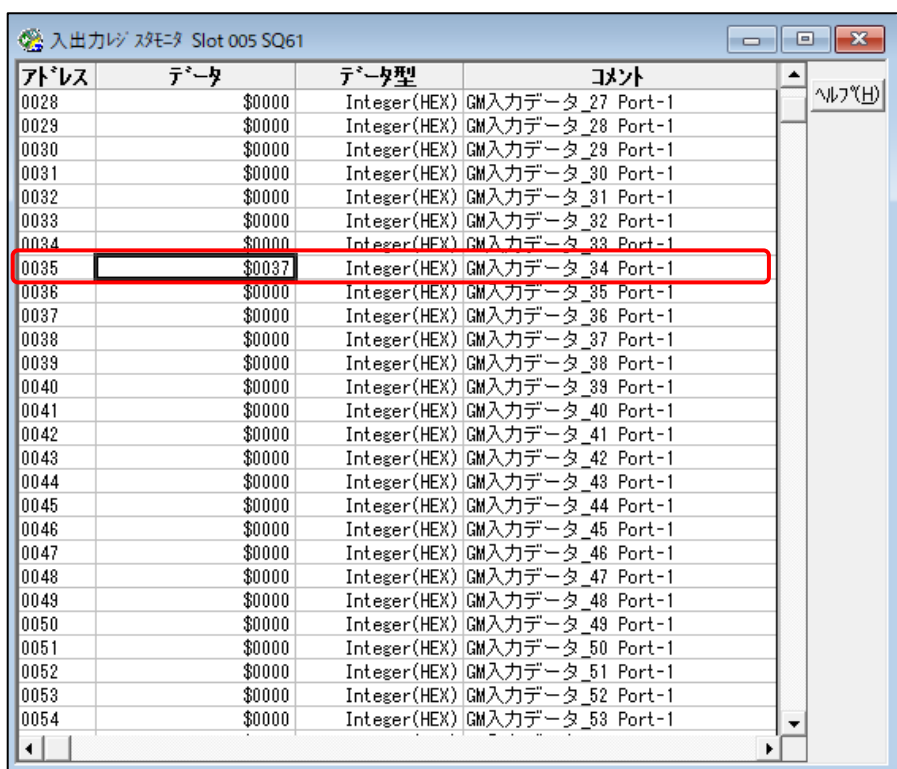 入出力ﾚｼﾞｽﾀﾓﾆﾀ Slot 005 SQ61
アドレス データ データ型 コメント
ﾍﾙﾌﾟ(H)
0028 $0000 Integer(HEX) GM入力データ_27 Port-1
0029 $0000 Integer(HEX) GM入力データ_28 Port-1
0030 $0000 Integer(HEX) GM入力データ_29 Port-1
0031 $0000 Integer(HEX) GM入力データ_30 Port-1
0032 $0000 Integer(HEX) GM入力データ_31 Port-1
0033 $0000 Integer(HEX) GM入力データ_32 Port-1
0034 $0000 Integer(HEX) GM入力データ_33 Port-1
0035 $0037 Integer(HEX) GM入力データ_34 Port-1
0036 $0000 Integer(HEX) GM入力データ_35 Port-1
0037 $0000 Integer(HEX) GM入力データ_36 Port-1
0038 $0000 Integer(HEX) GM入力データ_37 Port-1
0039 $0000 Integer(HEX) GM入力データ_38 Port-1
0040 $0000 Integer(HEX) GM入力データ_39 Port-1
0041 $0000 Integer(HEX) GM入力データ_40 Port-1
0042 $0000 Integer(HEX) GM入力データ_41 Port-1
0043 $0000 Integer(HEX) GM入力データ_42 Port-1
0044 $0000 Integer(HEX) GM入力データ_43 Port-1
0045 $0000 Integer(HEX) GM入力データ_44 Port-1
0046 $0000 Integer(HEX) GM入力データ_45 Port-1
0047 $0000 Integer(HEX) GM入力データ_46 Port-1
0048 $0000 Integer(HEX) GM入力データ_47 Port-1
0049 $0000 Integer(HEX) GM入力データ_48 Port-1
0050 $0000 Integer(HEX) GM入力データ_49 Port-1
0051 $0000 Integer(HEX) GM入力データ_50 Port-1
0052 $0000 Integer(HEX) GM入力データ_51 Port-1
0053 $0000 Integer(HEX) GM入力データ_52 Port-1
0054 $0000 Integer(HEX) GM入力データ_53 Port-1